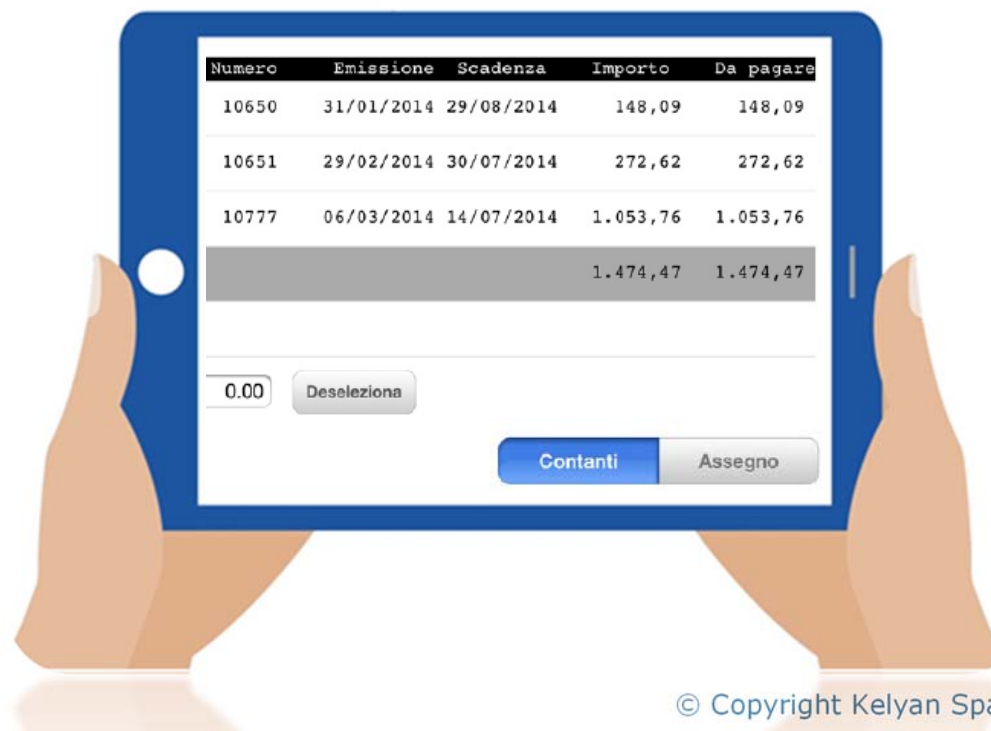 Numero Emissione Scadenza Importo Da pagare
10650 31/01/2014 29/08/2014 148,09 148,09
10651 29/02/2014 30/07/2014 272,62 272,62
10777 06/03/2014 14/07/2014 1.053,76 1.053,76
1.474,47 1.474,47
0.00 Deseleziona
Contanti Assegno
© Copyright Kelyan Spa